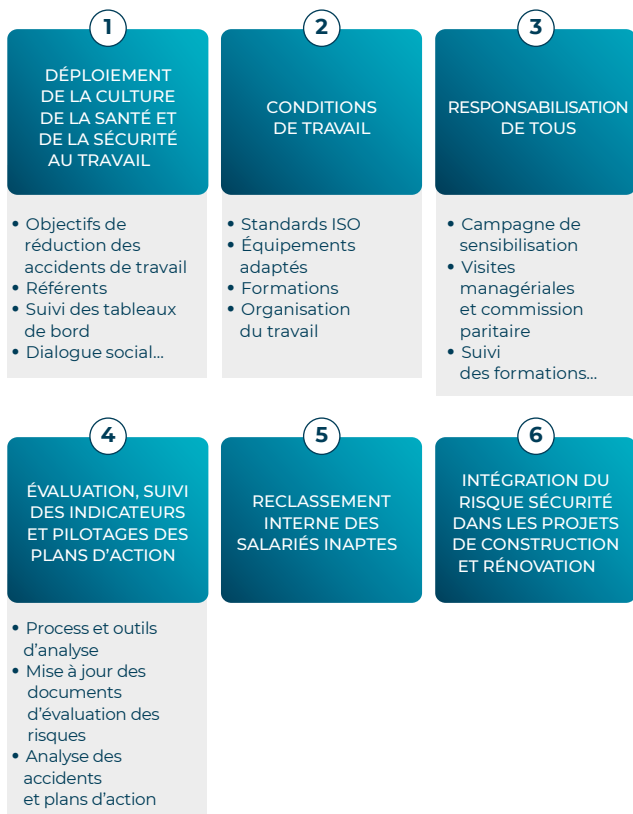 1
DÉPLOIEMENT
DE LA CULTURE
DE LA SANTÉ ET
DE LA SÉCURITÉ
AU TRAVAIL
• Objectifs de
réduction des
accidents de travail
• Référents
• Suivi des tableaux
de bord
• Dialogue social…
2
CONDITIONS
DE TRAVAIL
• Standards ISO
• Équipements
adaptés
• Formations
• Organisation
du travail
3
RESPONSABILISATION
DE TOUS
• Campagne de
sensibilisation
• Visites
managériales
et commission
paritaire
• Suivi
des formations…
4
ÉVALUATION, SUIVI
DES INDICATEURS
ET PILOTAGES DES
PLANS D’ACTION
• Process et outils
d’analyse
• Mise à jour des
documents
d’évaluation des
risques
• Analyse des
accidents
et plans d’action
5
RECLASSEMENT
INTERNE DES
SALARIÉS INAPTES
6
INTÉGRATION DU
RISQUE SÉCURITÉ
DANS LES PROJETS
DE CONSTRUCTION
ET RÉNOVATION